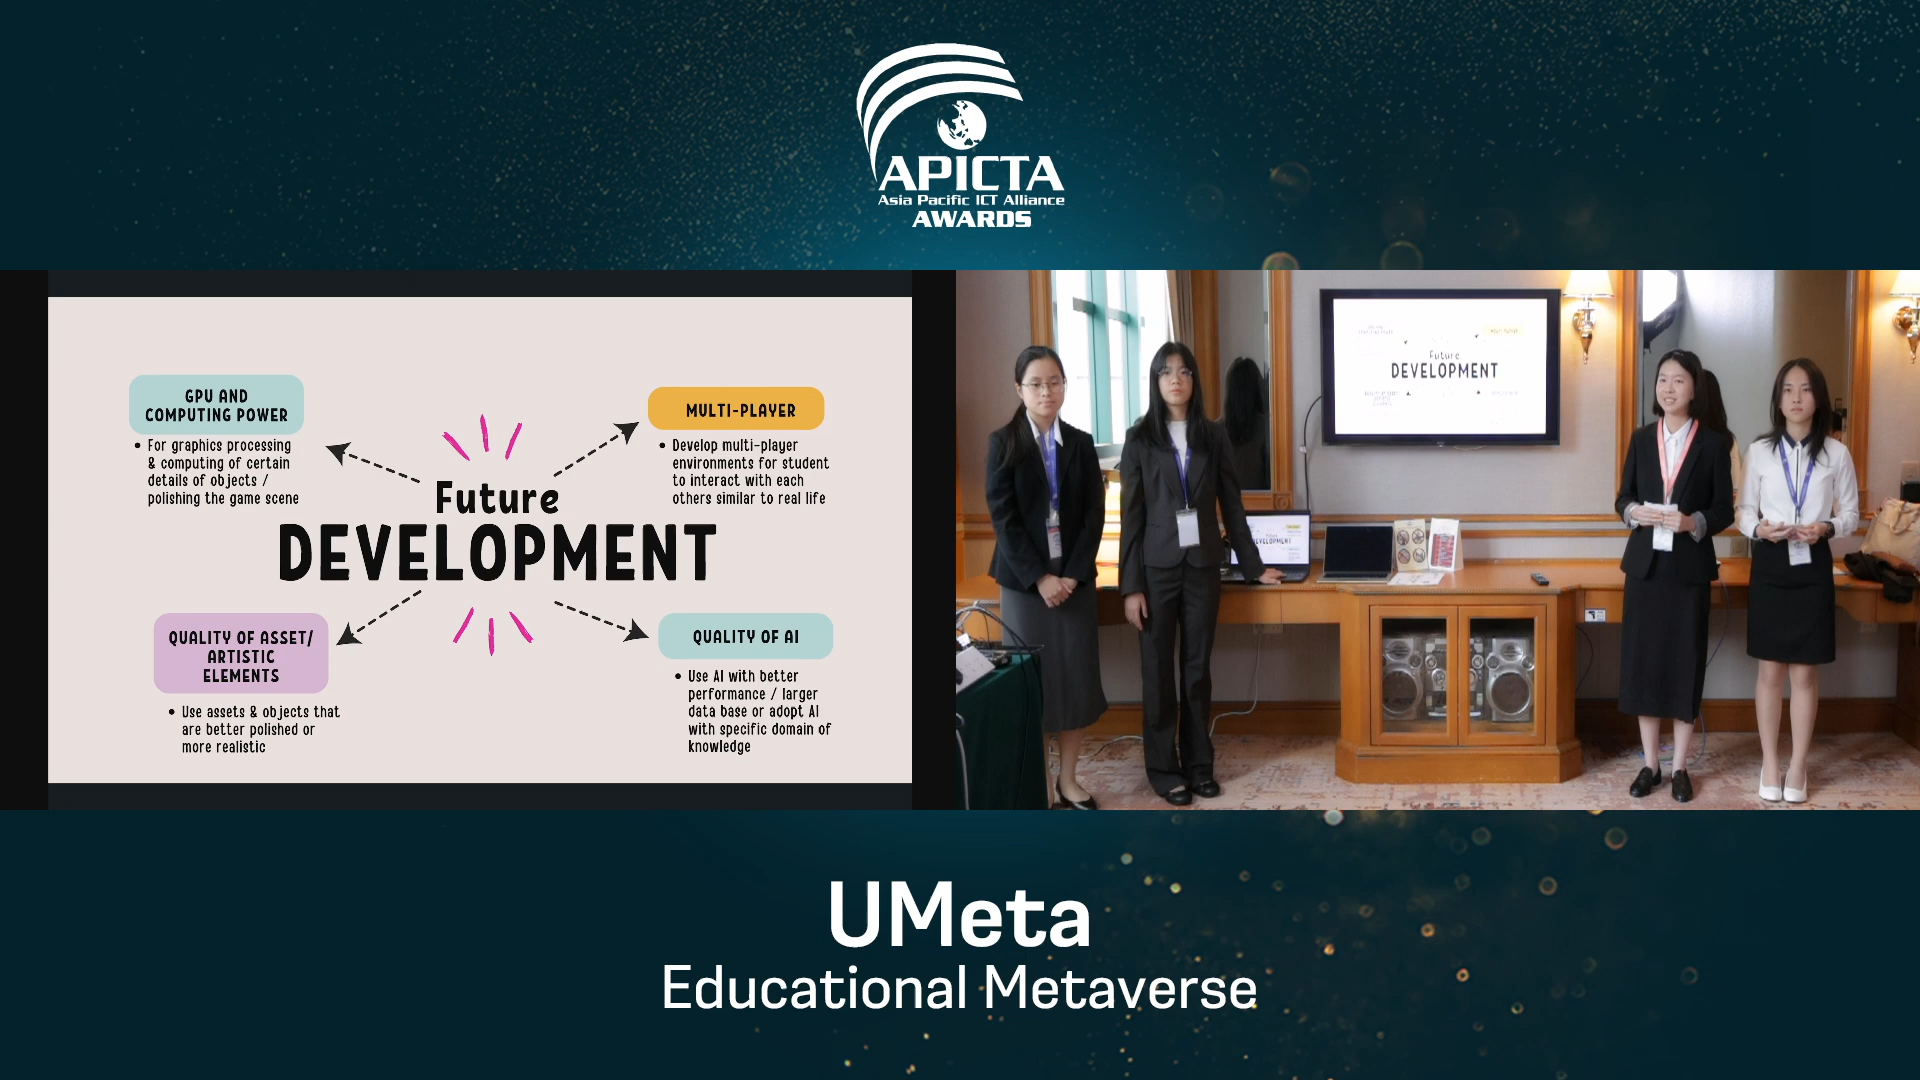 APICTA
Asia Pacific ICT Alliance
AWARDS
GPU AND
COMPUTING POWER
• For graphics processing
& computing of certain
details of objects /
polishing the game scene
MULTI-PLAYER
• Develop multi-player
environments for student
to interact with each
others similar to real life
Future
DEVELOPMENT
QUALITY OF ASSET/
ARTISTIC
ELEMENTS
• Use assets & objects that
are better polished or
more realistic
QUALITY OF AI
• Use AI with better
performance / larger
data base or adopt AI
with specific domain of
knowledge
Future
DEVELOPMENT
UMeta
Educational Metaverse